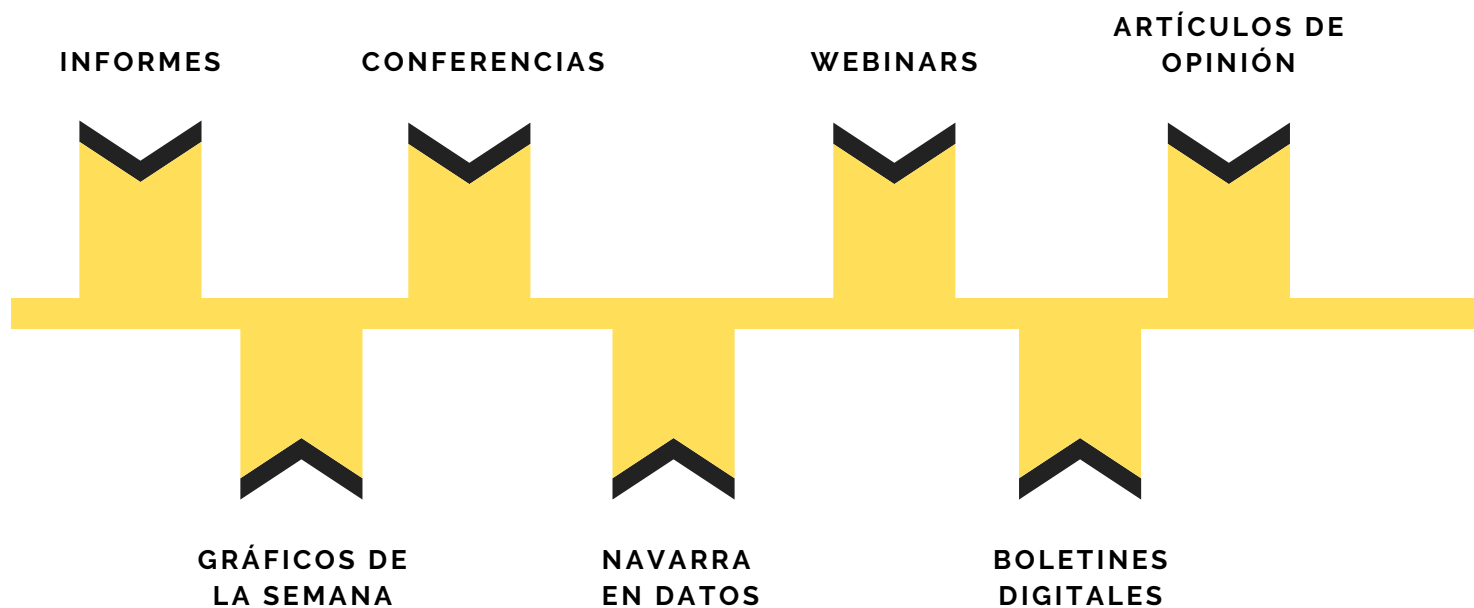 INFORMES
CONFERENCIAS
WEBINARS
ARTÍCULOS DE
OPINIÓN
GRÁFICOS DE
LA SEMANA
NAVARRA
EN DATOS
BOLETINES
DIGITALES